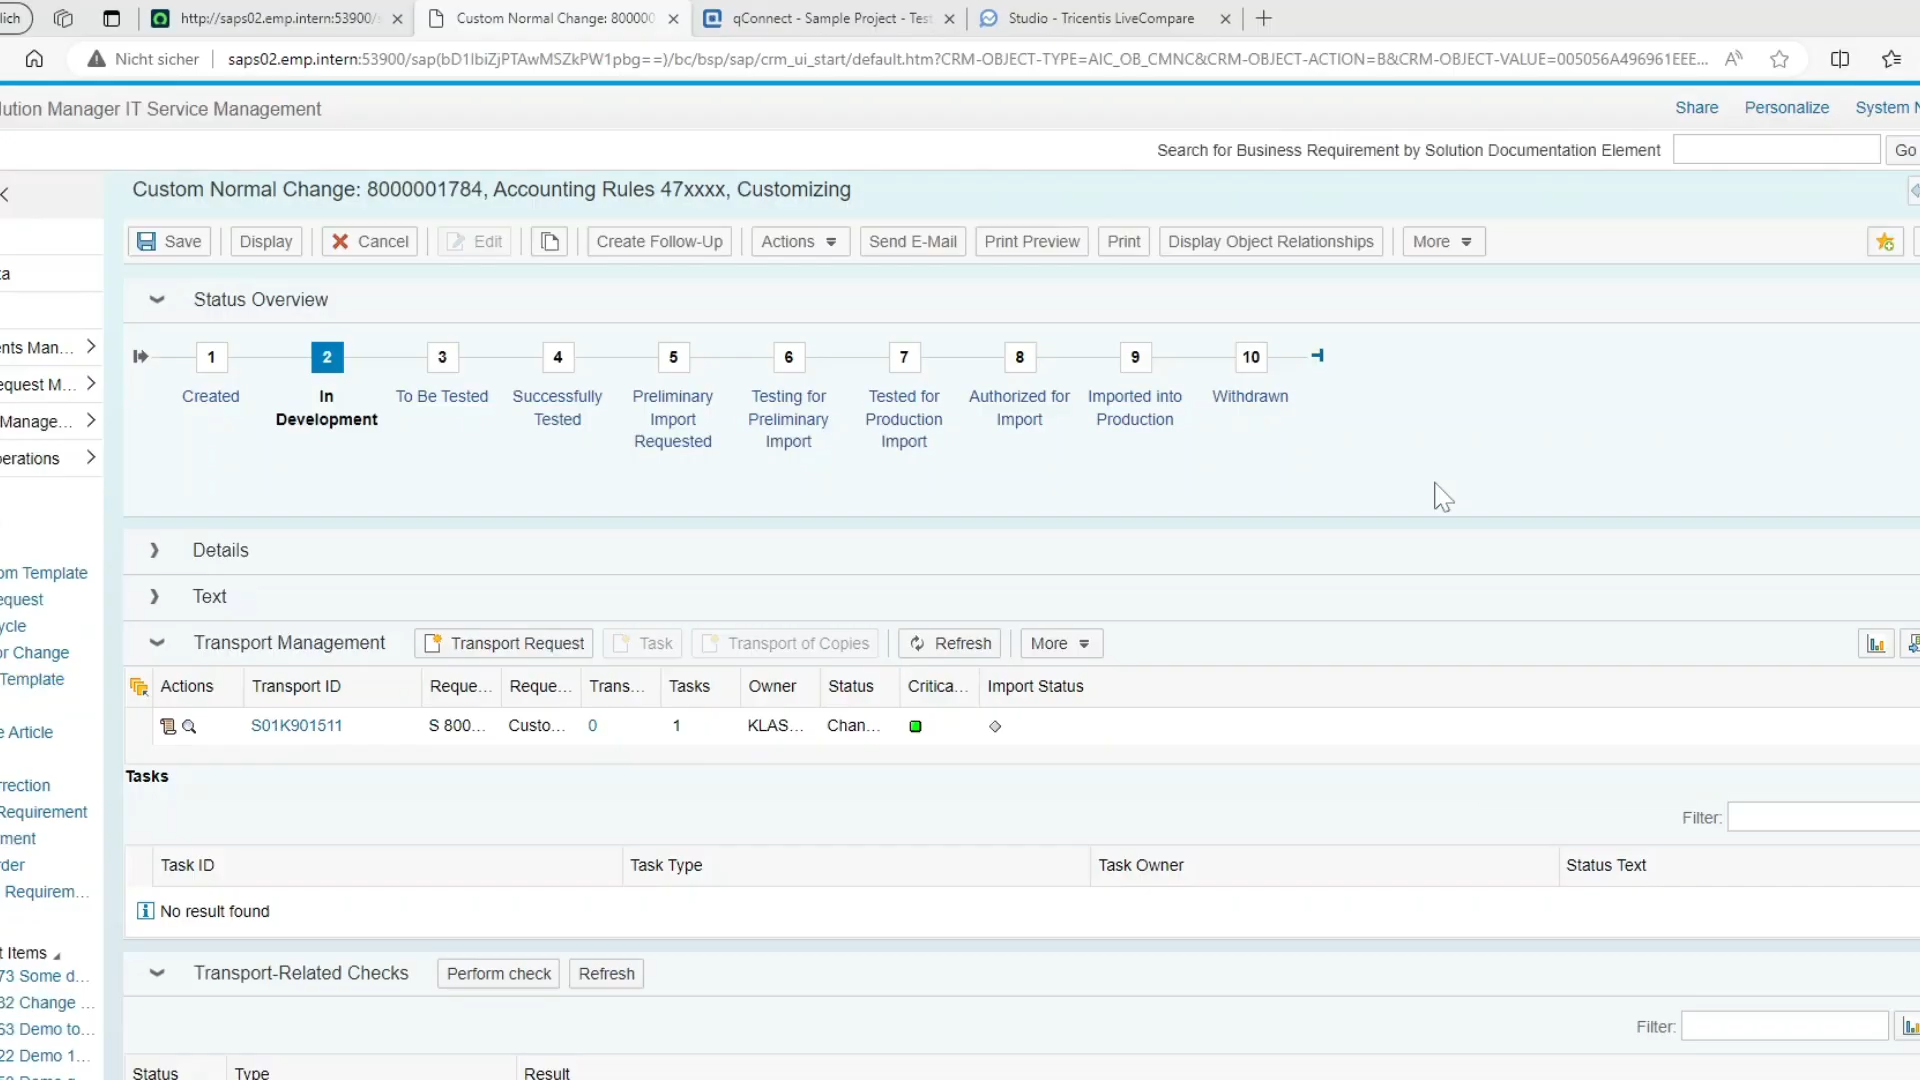 lich
http://saps02.emp.intern:53900/s
Custom Normal Change: 800000
qConnect - Sample Project - Test
Studio - Tricentis LiveCompare
Nicht sicher
saps02.emp.intern:53900/sap(bD1lbiZjPTAwMSZkPW1pbg==)/bc/bsp/sap/crm_ui_start/default.htm?CRM-OBJECT-TYPE=AIC_OB_CMNC&CRM-OBJECT-ACTION=B&CRM-OBJECT-VALUE=005056A496961EEE...
lution Manager IT Service Management
Share Personalize System N
Search for Business Requirement by Solution Documentation Element Go
Custom Normal Change: 8000001784, Accounting Rules 47xxxx, Customizing
Save Display Cancel Edit Create Follow-Up Actions Send E-Mail Print Preview Print Display Object Relationships More
ta
Status Overview
ents Man...
equest M...
Manage...
perations
1 2 3 4 5 6 7 8 9 10
Created
In Development
To Be Tested
Successfully Tested
Preliminary Import Requested
Testing for Preliminary Import
Tested for Production Import
Authorized for Import
Imported into Production
Withdrawn
Details
om Template
Text
equest
ycle
Transport Management Transport Request Task Transport of Copies Refresh More
or Change
Template
Actions Transport ID Reque... Reque... Trans... Tasks Owner Status Critica... Import Status
S01K901511 S 800... Custo... 0 1 KLAS... Chan...
e Article
Tasks
rrection
Requirement
Filter:
ment
rder
Requirem...
Task ID Task Type Task Owner Status Text
No result found
t Items
Transport-Related Checks Perform check Refresh
73 Some d...
32 Change ...
63 Demo to...
22 Demo 1...
Filter:
Status Type Result